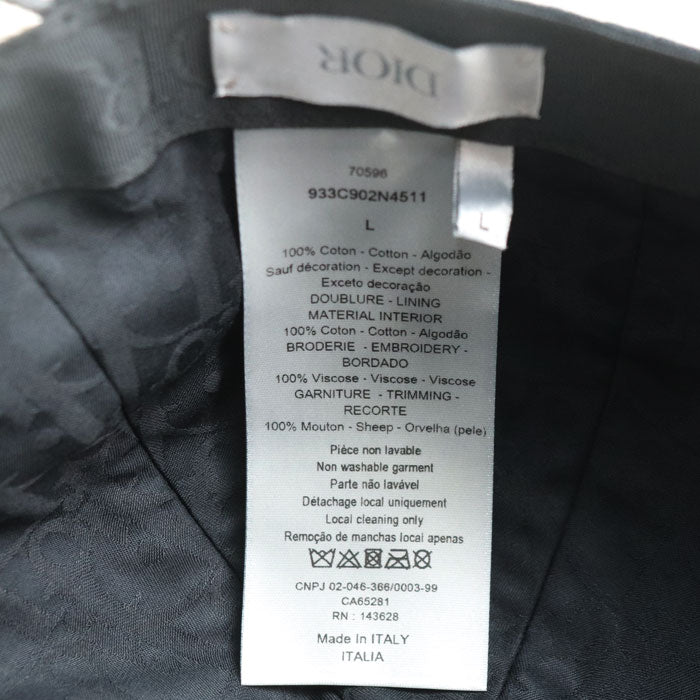 DIOR
70596
933C902N4511
L
L
100% Coton - Cotton - Algodão
Sauf décoration - Except decoration -
Exceto decoração
DOUBLURE - LINING
MATERIAL INTERIOR
100% Coton - Cotton - Algodão
BRODERIE - EMBROIDERY -
BORDADO
100% Viscose - Viscose - Viscose
GARNITURE - TRIMMING -
RECORTE
100% Mouton - Sheep - Orvelha (pele)
Pièce non lavable
Non washable garment
Parte não lavável
Détachage local uniquement
Local cleaning only
Remoção de manchas local apenas
CNPJ 02-046-366/0003-99
CA65281
RN : 143628
Made In ITALY
ITALIA